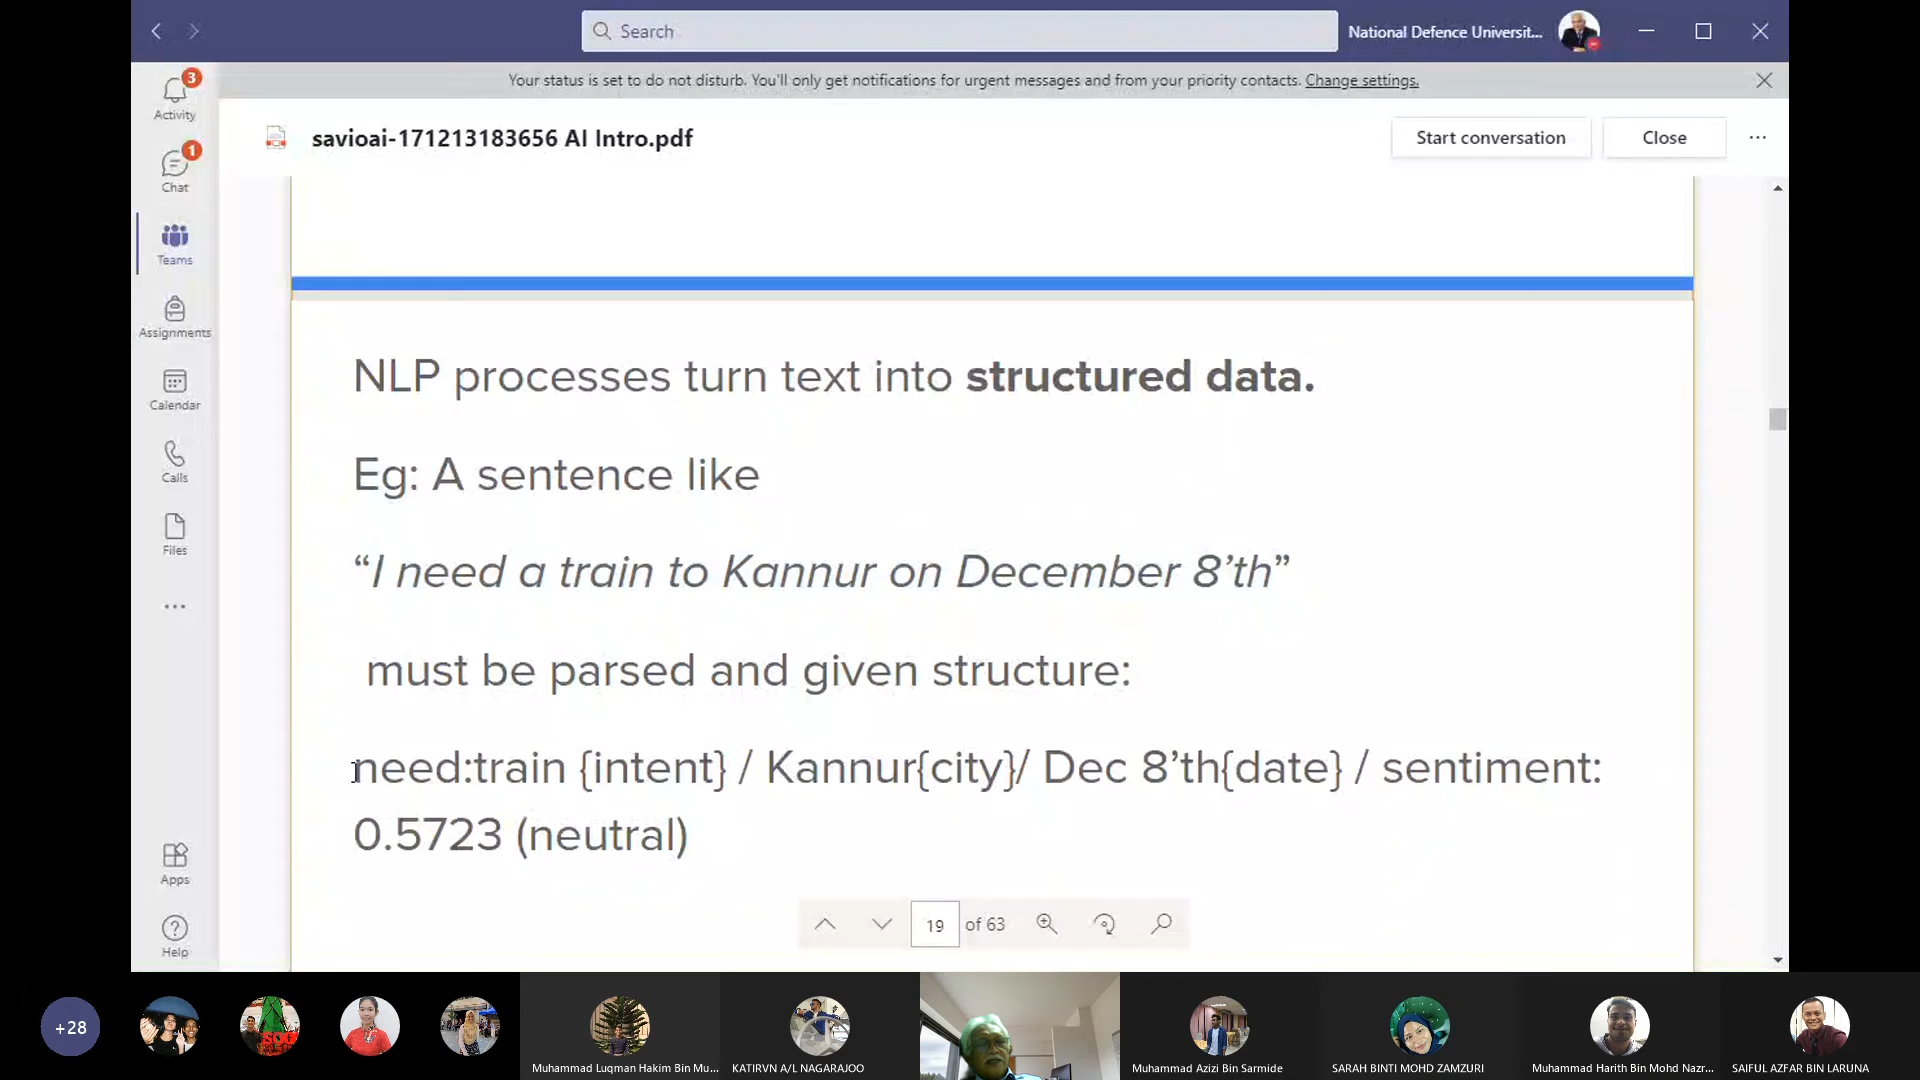 Search
National Defence Universit...
Your status is set to do not disturb. You'll only get notifications for urgent messages and from your priority contacts. Change settings.
3
Activity
1
Chat
Teams
Assignments
Calendar
Calls
Files
Apps
Help
savioai-171213183656 AI Intro.pdf
Start conversation
Close
NLP processes turn text into structured data.
Eg: A sentence like
“I need a train to Kannur on December 8’th”
must be parsed and given structure:
need:train {intent} / Kannur{city}/ Dec 8’th{date} / sentiment:
0.5723 (neutral)
19 of 63
+28
Muhammad Luqman Hakim Bin Mu...
KATIRVN A/L NAGARAJOO
Muhammad Azizi Bin Sarmide
SARAH BINTI MOHD ZAMZURI
Muhammad Harith Bin Mohd Nazr...
SAIFUL AZFAR BIN LARUNA